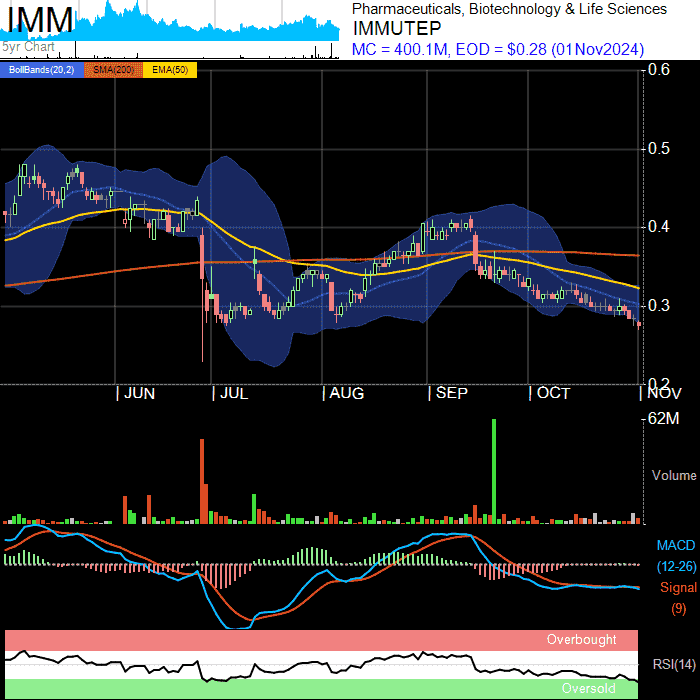 IMM
Pharmaceuticals, Biotechnology & Life Sciences
IMMUTEP
5yr Chart
MC = 400.1M, EOD = $0.28 (01Nov2024)
BollBands(20,2) SMA(200) EMA(50)
0.6
0.5
0.4
0.3
0.2
JUN JUL AUG SEP OCT NOV
62M
Volume
MACD
(12-26)
Signal
(9)
Overbought
RSI(14)
Oversold